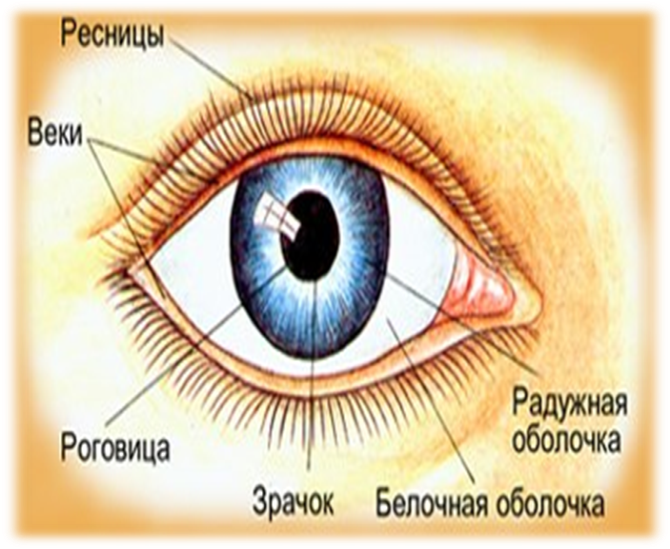 Ресницы
Веки
Радужная
оболочка
Роговица
Зрачок
Белочная оболочка